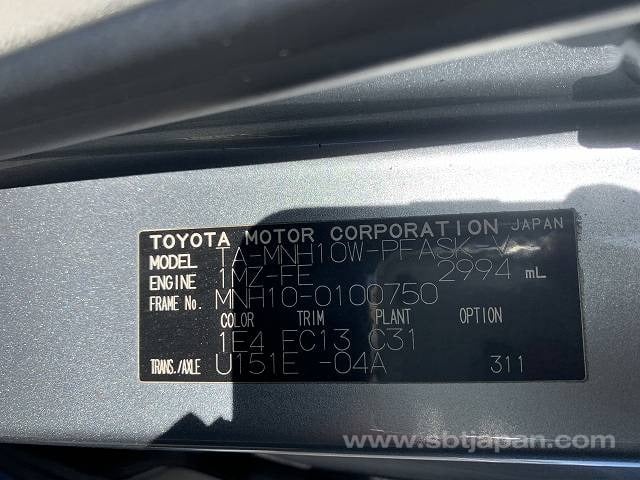 TOYOTA MOTOR CORPORATION JAPAN
MODEL TA-MNH10W-PFASK-V
ENGINE 1MZ-FE 2994 mL
FRAME No. MNH10-0100750
COLOR TRIM PLANT OPTION
1E4 FC13 C31
TRANS./AXLE U151E -04A 311
www.sbtjapan.com